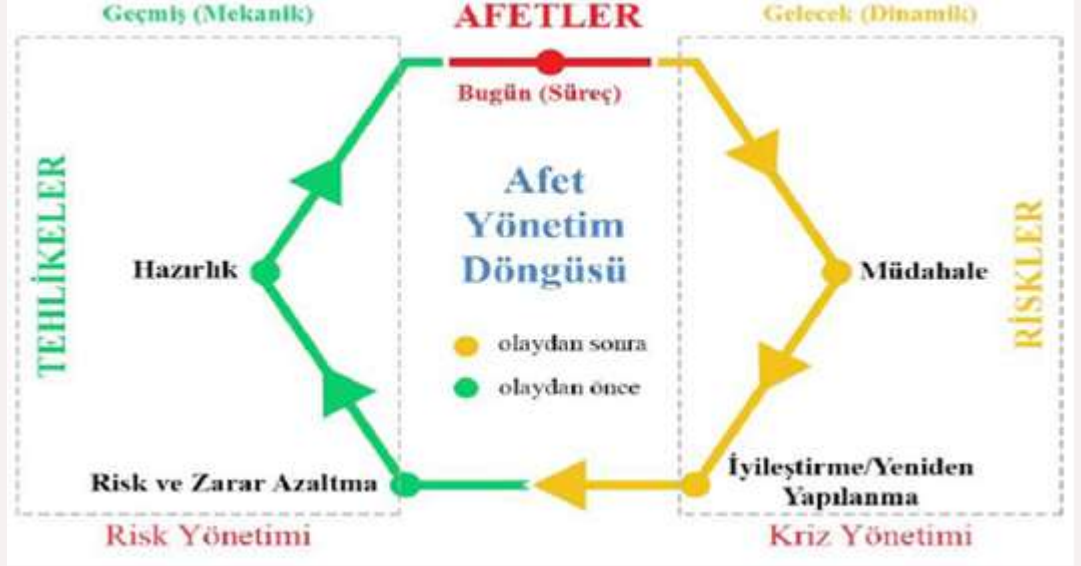 Geçmiş (Mekanik)
AFETLER
Gelecek (Dinamik)
Bugün (Süreç)
TEHLİKELER
Afet
Yönetim
Döngüsü
RİSKLER
Hazırlık
Müdahale
olaydan sonra
olaydan önce
Risk ve Zarar Azaltma
İyileştirme/Yeniden
Yapılanma
Risk Yönetimi
Kriz Yönetimi